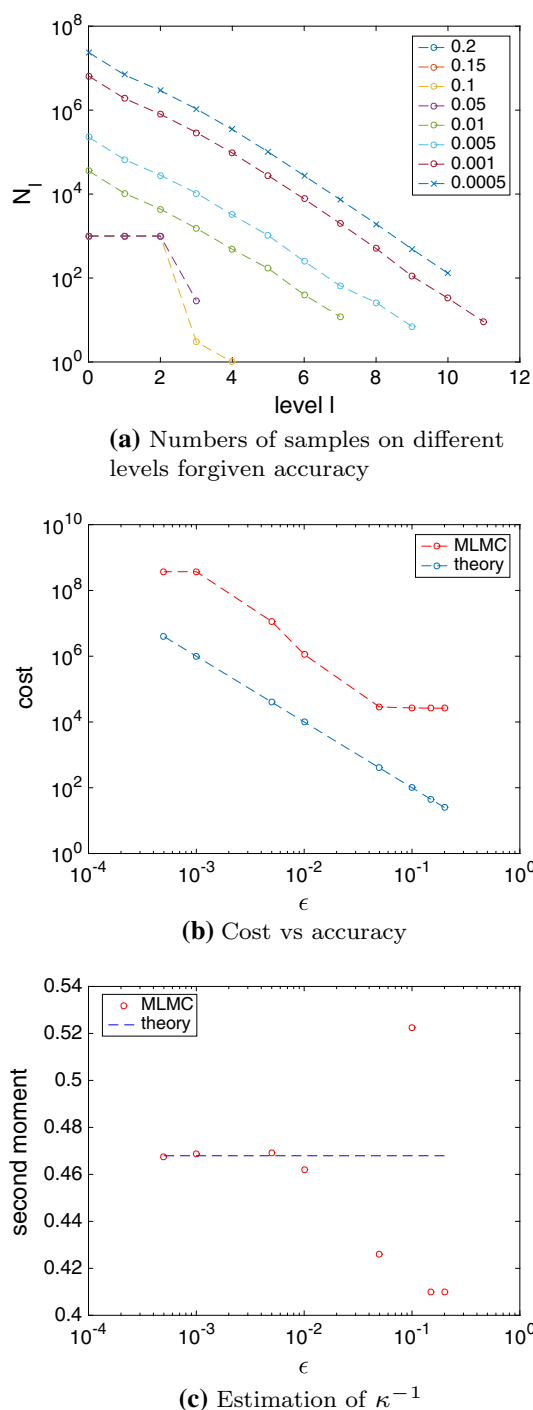 10^8
10^6
10^4
10^2
10^0
N_l
0 2 4 6 8 10 12
level l
0.2
0.15
0.1
0.05
0.01
0.005
0.001
0.0005
(a) Numbers of samples on different
levels forgiven accuracy
10^10
10^8
10^6
10^4
10^2
10^0
cost
MLMC
theory
10^-4 10^-3 10^-2 10^-1 10^0
ϵ
(b) Cost vs accuracy
0.54
0.52
0.5
0.48
0.46
0.44
0.42
0.4
second moment
MLMC
theory
10^-4 10^-3 10^-2 10^-1 10^0
ϵ
(c) Estimation of κ^-1